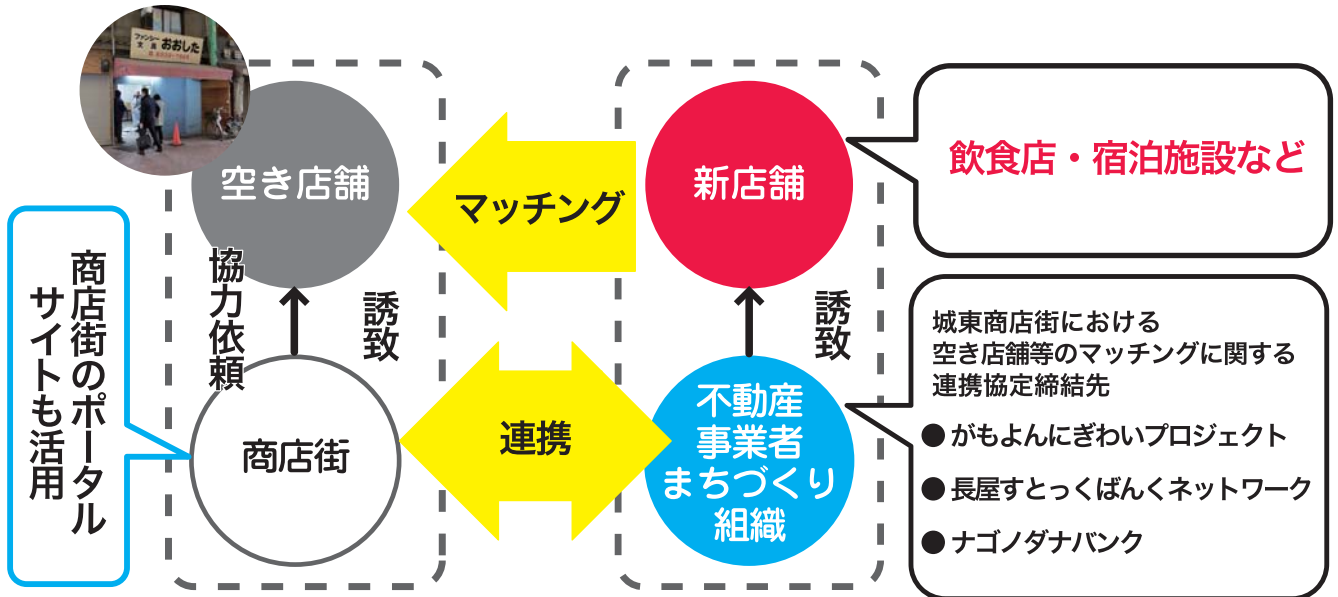 ファンシー
文具 おおした
空き店舗
マッチング
新店舗
飲食店・宿泊施設など
協力依頼
誘致
誘致
商店街のポータル
サイトも活用
商店街
連携
不動産
事業者
まちづくり
組織
城東商店街における
空き店舗等のマッチングに関する
連携協定締結先
● がもよんにぎわいプロジェクト
● 長屋すとっくばんくネットワーク
● ナゴノダナバンク